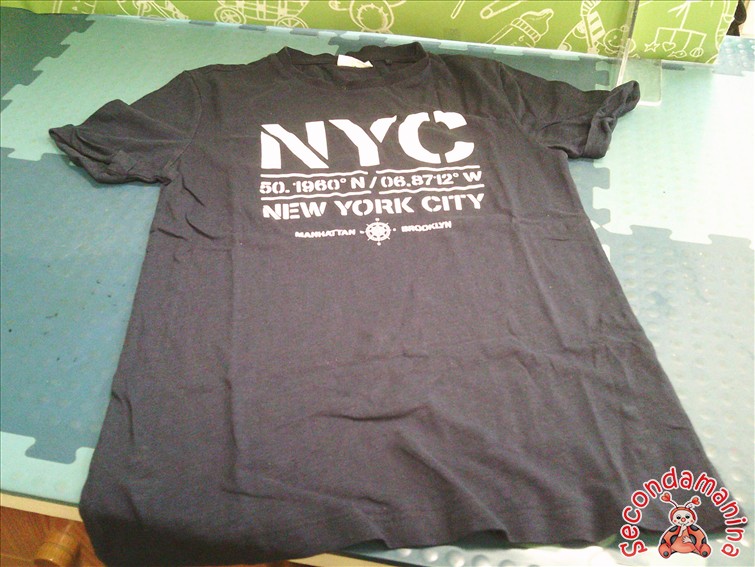 NYC
50.1960° N / 06.8712° W
NEW YORK CITY
MANHATTAN BROOKLYN
secondamanina